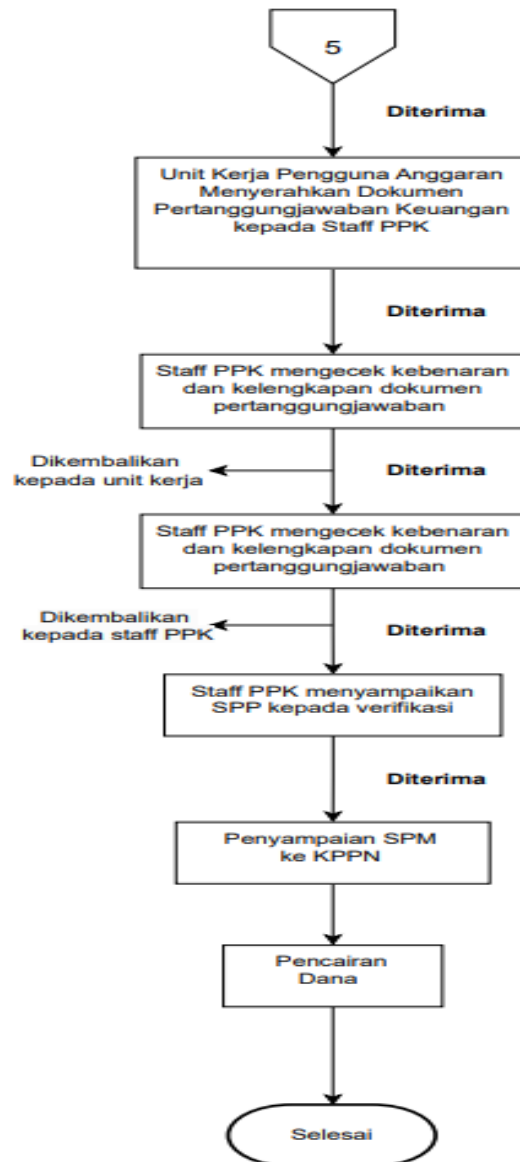 5
Diterima
Unit Kerja Pengguna Anggaran
Menyerahkan Dokumen
Pertanggungjawaban Keuangan
kepada Staff PPK
Diterima
Staff PPK mengecek kebenaran
dan kelengkapan dokumen
pertanggungjawaban
Dikembalikan
kepada unit kerja
Diterima
Staff PPK mengecek kebenaran
dan kelengkapan dokumen
pertanggungjawaban
Dikembalikan
kepada staff PPK
Diterima
Staff PPK menyampaikan
SPP kepada verifikasi
Diterima
Penyampaian SPM
ke KPPN
Pencairan
Dana
Selesai